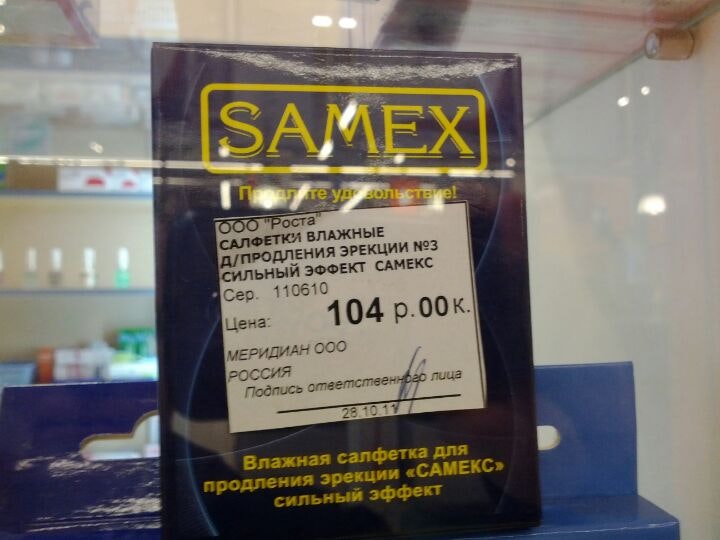 SAMEX
Продлите удовольствие!
ООО "Роста"
САЛФЕТКИ ВЛАЖНЫЕ
Д/ПРОДЛЕНИЯ ЭРЕКЦИИ №3
СИЛЬНЫЙ ЭФФЕКТ САМЕКС
Сер. 110610
Цена: 104 р. 00 к.
МЕРИДИАН ООО
РОССИЯ
Подпись ответственного лица
28.10.11
Влажная салфетка для
продления эрекции «САМЕКС»
сильный эффект